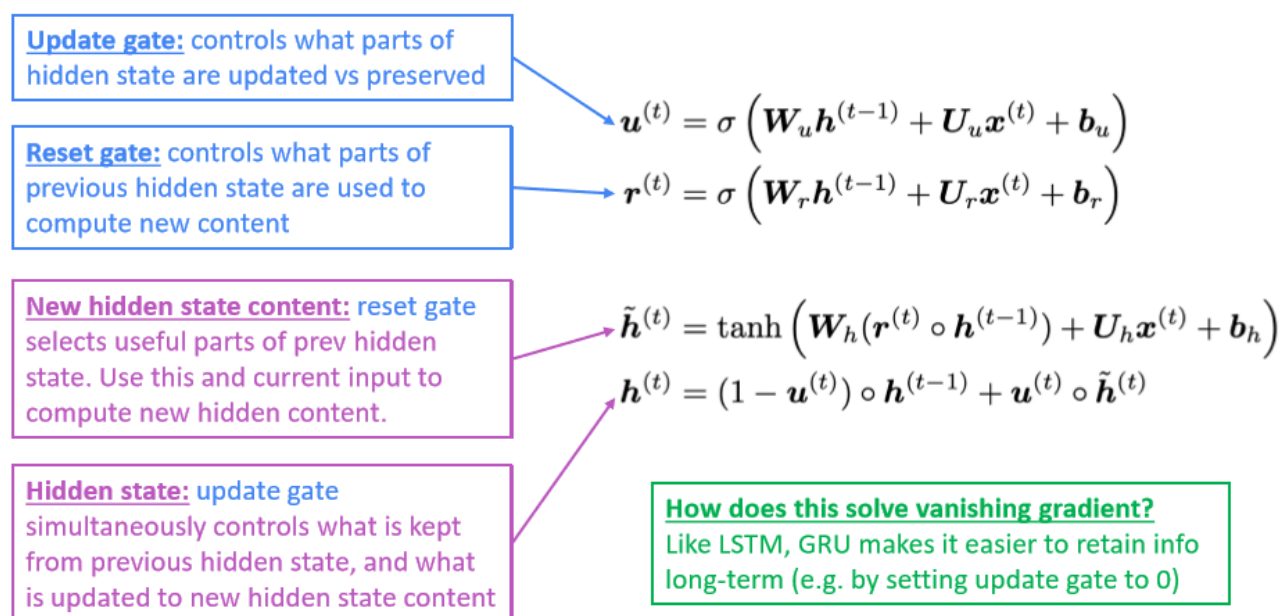 Update gate: controls what parts of
hidden state are updated vs preserved
Reset gate: controls what parts of
previous hidden state are used to
compute new content
New hidden state content: reset gate
selects useful parts of prev hidden
state. Use this and current input to
compute new hidden content.
Hidden state: update gate
simultaneously controls what is kept
from previous hidden state, and what
is updated to new hidden state content
u⁽ᵗ⁾ = σ (W_u h⁽ᵗ⁻¹⁾ + U_u x⁽ᵗ⁾ + b_u)
r⁽ᵗ⁾ = σ (W_r h⁽ᵗ⁻¹⁾ + U_r x⁽ᵗ⁾ + b_r)
h̃⁽ᵗ⁾ = tanh (W_h(r⁽ᵗ⁾ ∘ h⁽ᵗ⁻¹⁾) + U_h x⁽ᵗ⁾ + b_h)
h⁽ᵗ⁾ = (1 − u⁽ᵗ⁾) ∘ h⁽ᵗ⁻¹⁾ + u⁽ᵗ⁾ ∘ h̃⁽ᵗ⁾
How does this solve vanishing gradient?
Like LSTM, GRU makes it easier to retain info
long-term (e.g. by setting update gate to 0)